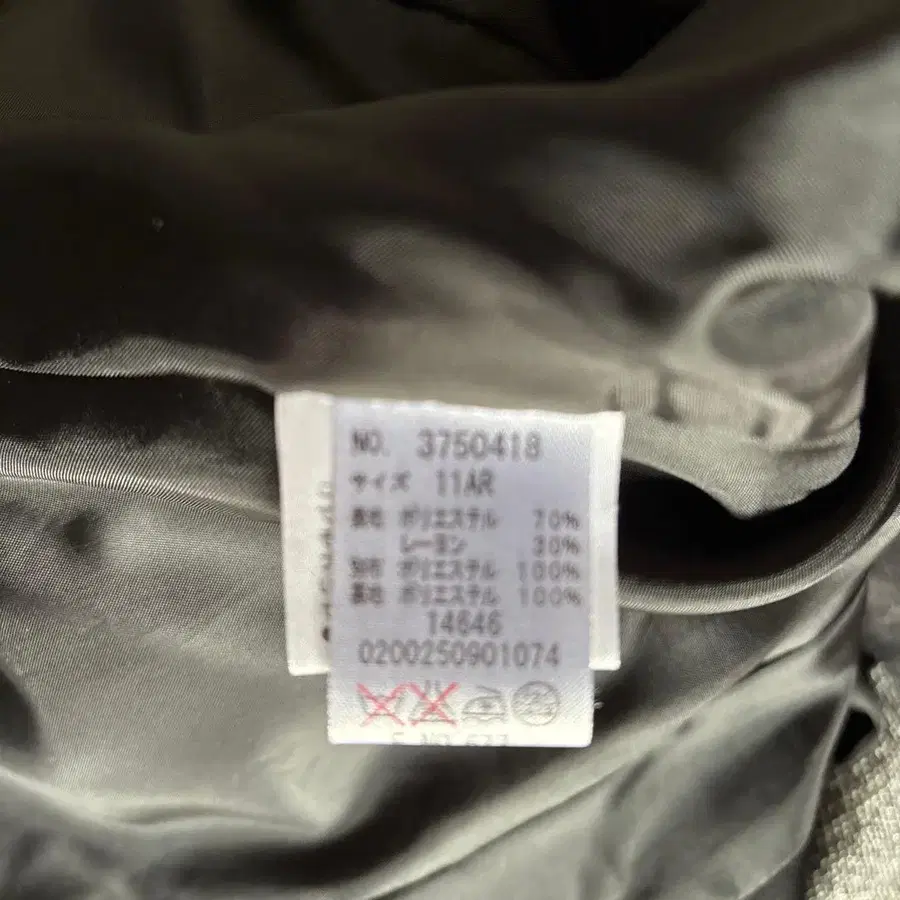 NO. 3750418
サイズ 11AR
表地 ポリエステル 70%
レーヨン 30%
別布 ポリエステル 100%
裏地 ポリエステル 100%
14646
0200250901074